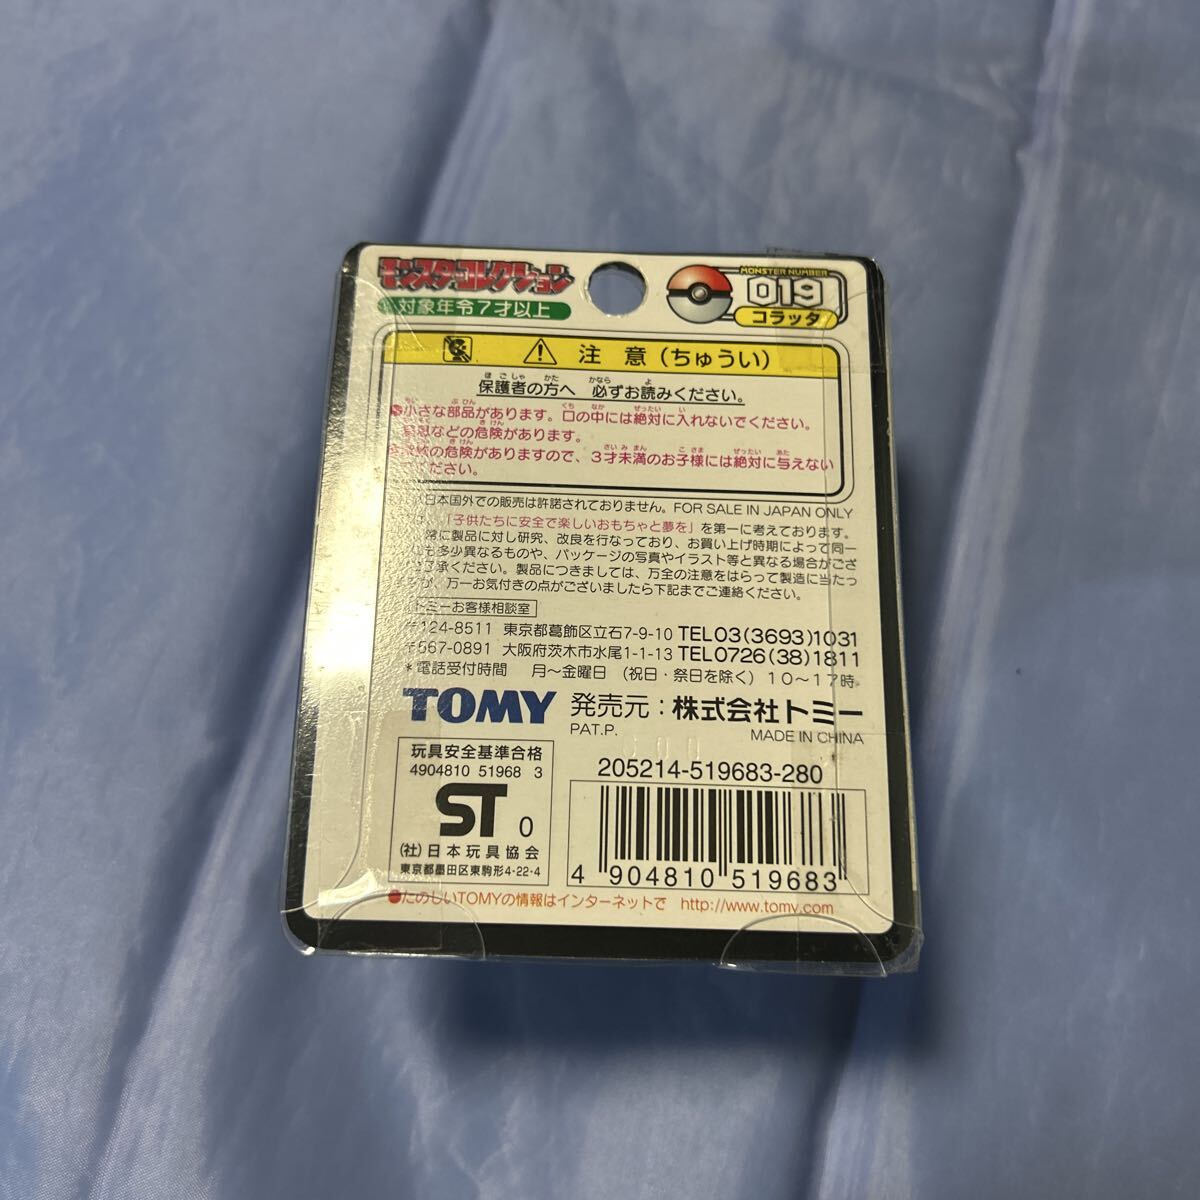 モンスターコレクション
対象年令7才以上
MONSTER NUMBER
019
コラッタ
注 意 (ちゅうい)
保護者の方へ 必ずお読みください。
小さな部品があります。口の中には絶対に入れないでください。
などの危険があります。
の危険がありますので、3才未満のお子様には絶対に与えない
でください。
日本国外での販売は許諾されておりません。FOR SALE IN JAPAN ONLY
「子供たちに安全で楽しいおもちゃと夢を」を第一に考えております。
常に製品に対し研究、改良を行なっており、お買い上げ時期によって同一
も多少異なるものや、パッケージの写真やイラスト等と異なる場合がござ
了承ください。製品につきましては、万全の注意をはらって製造に当たっ
が、万一お気付きの点がございましたら下記までご連絡ください。
トミーお客様相談室
〒124-8511 東京都葛飾区立石7-9-10 TEL03(3693)1031
〒567-0891 大阪府茨木市水尾1-1-13 TEL0726(38)1811
*電話受付時間 月〜金曜日 (祝日・祭日を除く) 10〜17時
TOMY 発売元:株式会社トミー
PAT.P. MADE IN CHINA
玩具安全基準合格
4904810 51968 3
ST 0
(社)日本玩具協会
東京都墨田区東駒形4-22-4
205214-519683-280
4 904810 519683
●たのしいTOMYの情報はインターネットで http://www.tomy.com